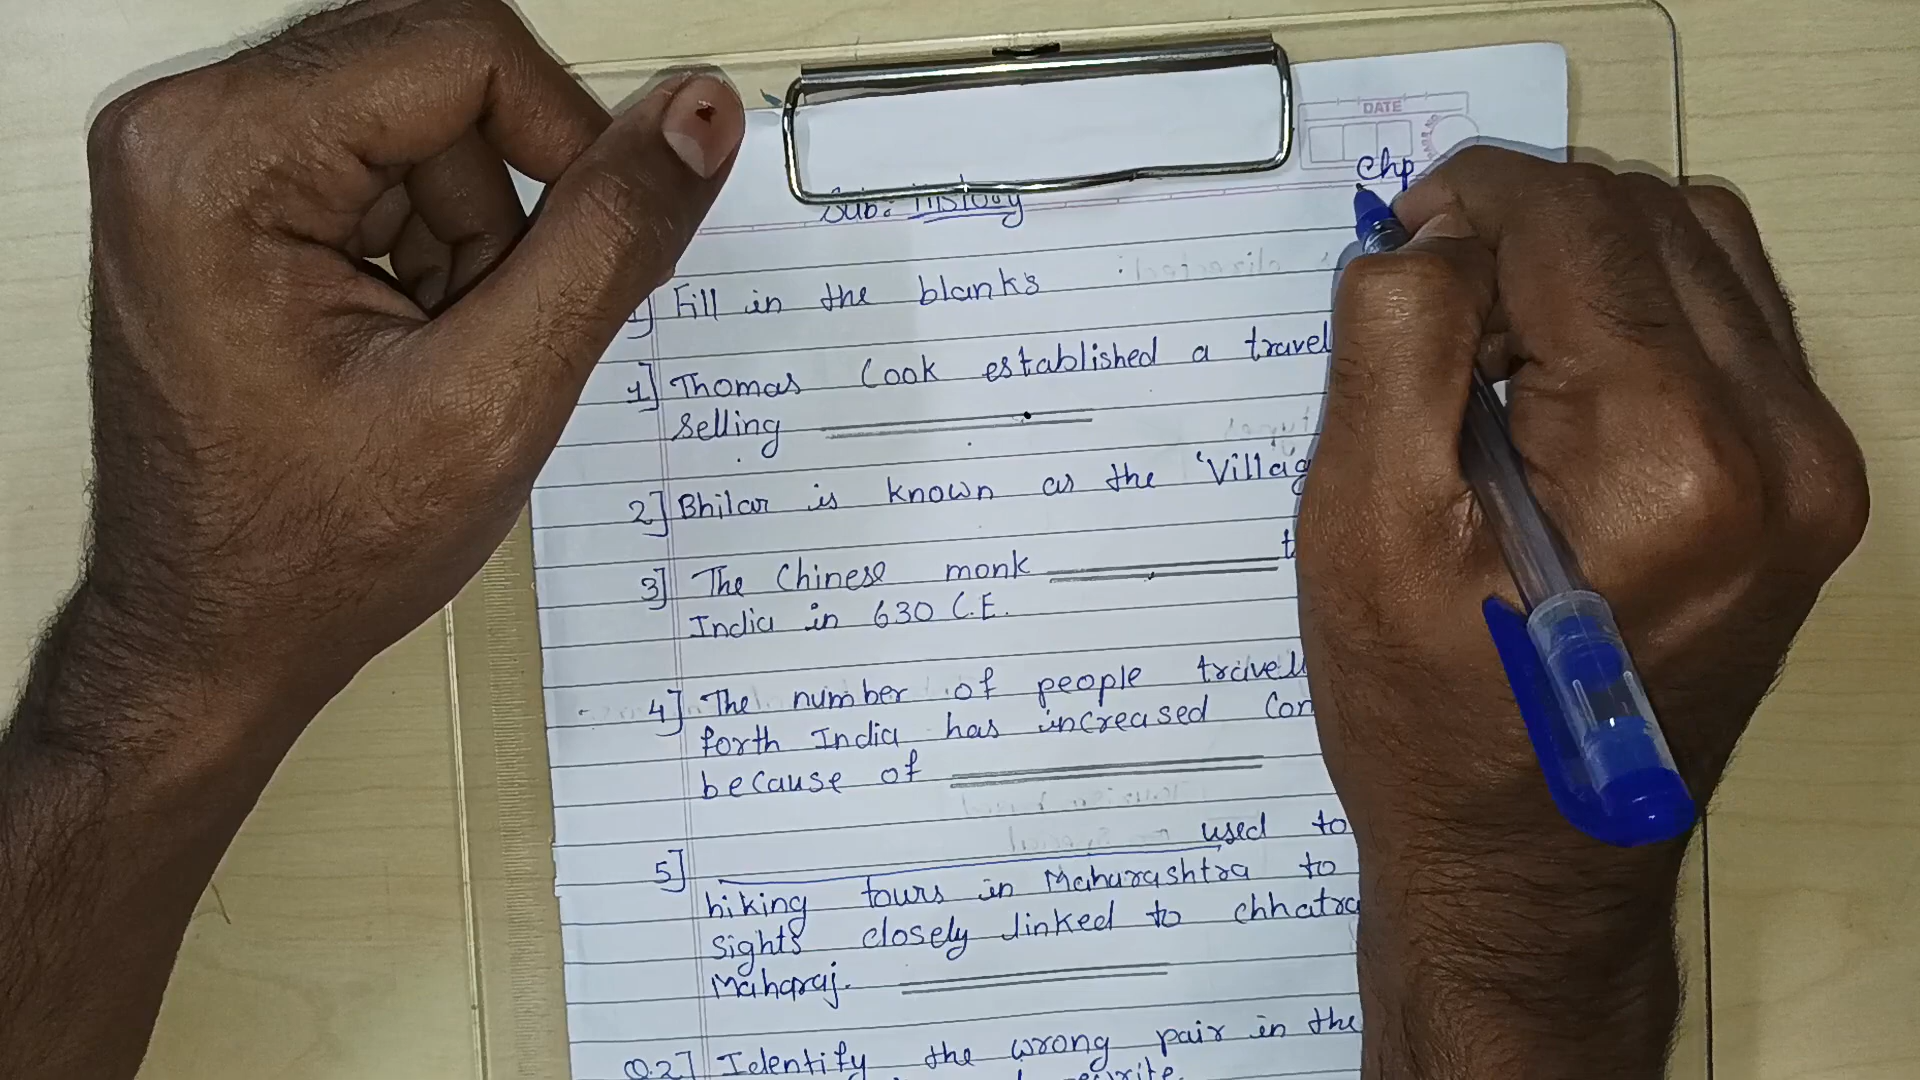 DATE
Chp
Sub: History
1] Fill in the blanks
1] Thomas Cook established a travel
selling
2] Bhilar is known as the 'Villag
3] The Chinese monk t
India in 630 C.E.
4] The number of people travell
forth India has increased Con
because of
5] used to
hiking tours in Maharashtra to
Sights closely linked to chhatra
Maharaj.
Q.2] Identify the wrong pair in the